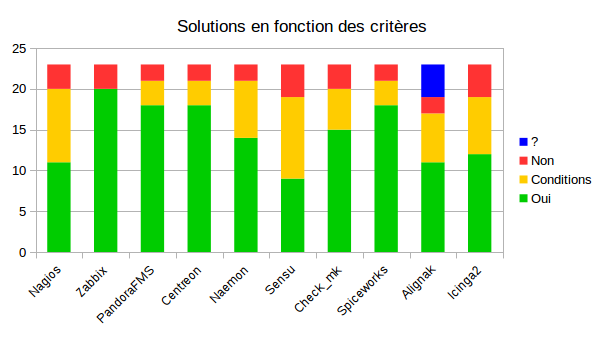 Solutions en fonction des critères
25
20
15
10
5
0
Nagios
Zabbix
PandoraFMS
Centreon
Naemon
Sensu
Check_mk
Spiceworks
Alignak
Icinga2
?
Non
Conditions
Oui